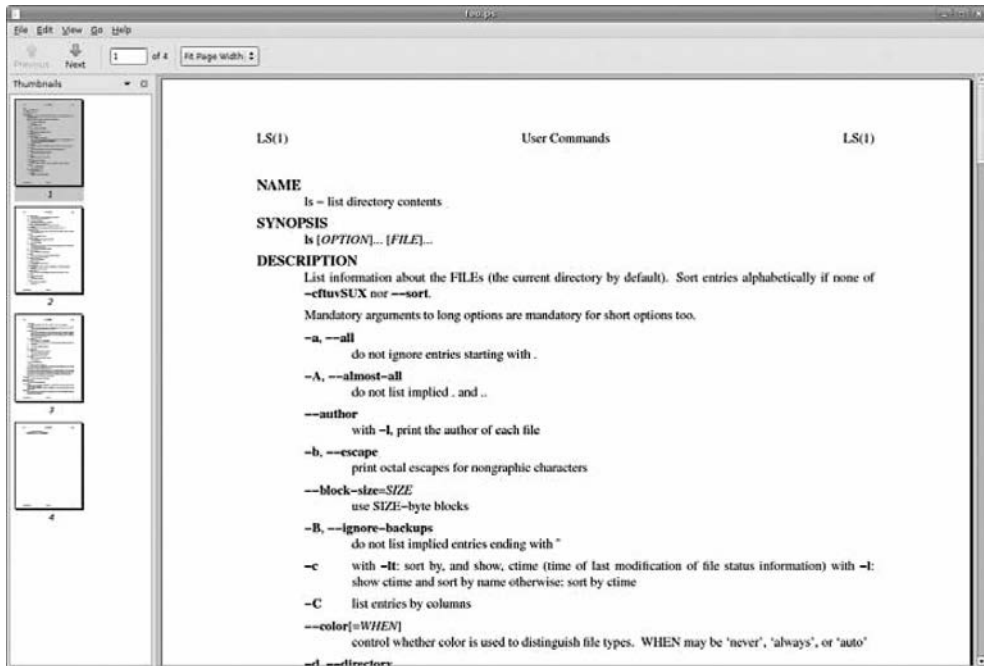 foo.ps
File Edit View Go Help
Previous Next 1 of 4 Fit Page Width
Thumbnails
1
2
3
4
LS(1) User Commands LS(1)
NAME
ls − list directory contents
SYNOPSIS
ls [OPTION]... [FILE]...
DESCRIPTION
List information about the FILEs (the current directory by default). Sort entries alphabetically if none of
−cftuvSUX nor −−sort.
Mandatory arguments to long options are mandatory for short options too.
−a, −−all
do not ignore entries starting with .
−A, −−almost−all
do not list implied . and ..
−−author
with −l, print the author of each file
−b, −−escape
print octal escapes for nongraphic characters
−−block−size=SIZE
use SIZE−byte blocks
−B, −−ignore−backups
do not list implied entries ending with ~
−c with −lt: sort by, and show, ctime (time of last modification of file status information) with −l:
show ctime and sort by name otherwise: sort by ctime
−C list entries by columns
−−color[=WHEN]
control whether color is used to distinguish file types. WHEN may be ‘never’, ‘always’, or ‘auto’
−d, −−directory